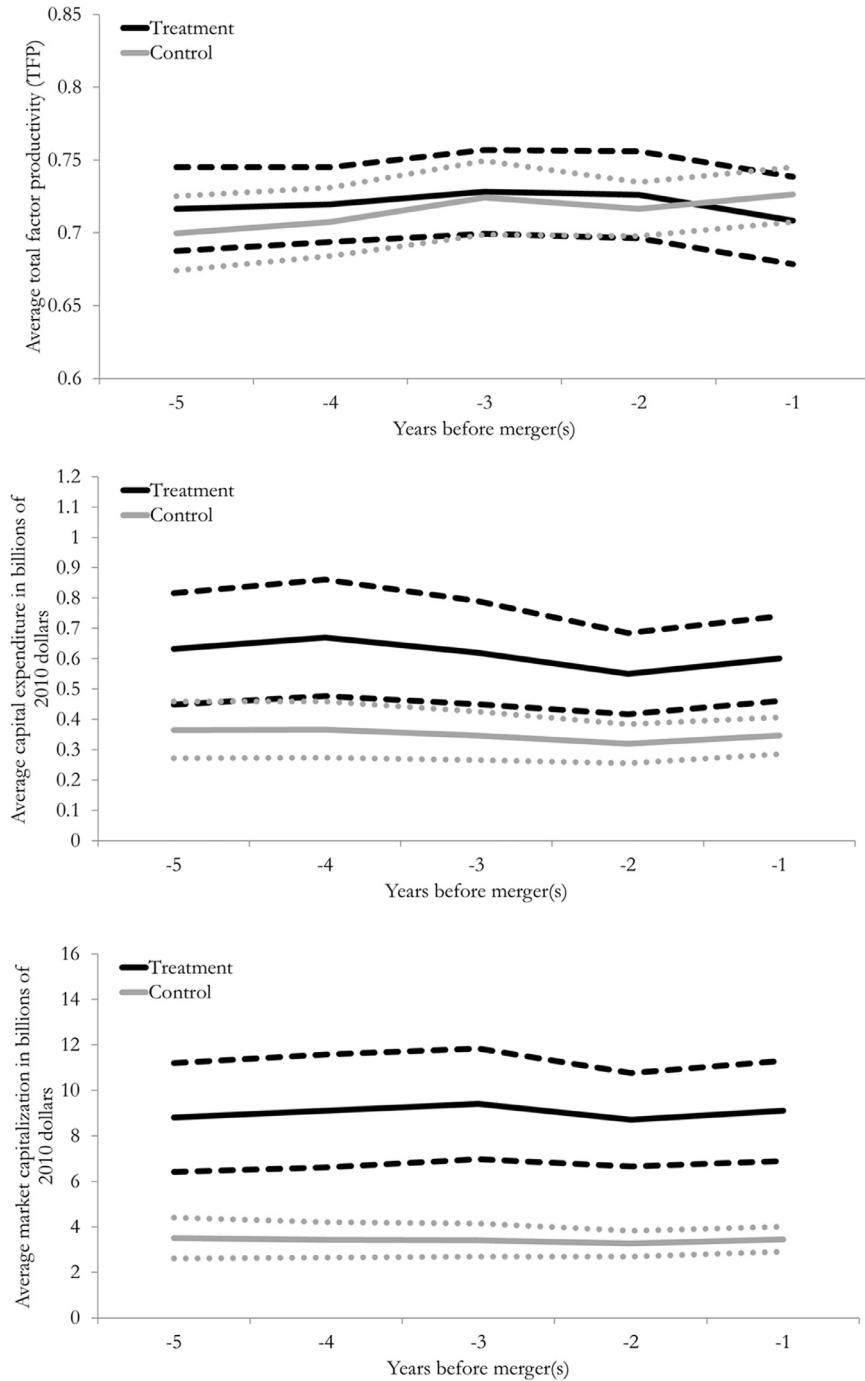 Average total factor productivity (TFP)
0.85
0.8
0.75
0.7
0.65
0.6
Treatment
Control
-5 -4 -3 -2 -1
Years before merger(s)
Average capital expenditure in billions of
2010 dollars
1.2
1.1
1
0.9
0.8
0.7
0.6
0.5
0.4
0.3
0.2
0.1
0
Treatment
Control
-5 -4 -3 -2 -1
Years before merger(s)
Average market capitalization in billions of
2010 dollars
16
14
12
10
8
6
4
2
0
Treatment
Control
-5 -4 -3 -2 -1
Years before merger(s)